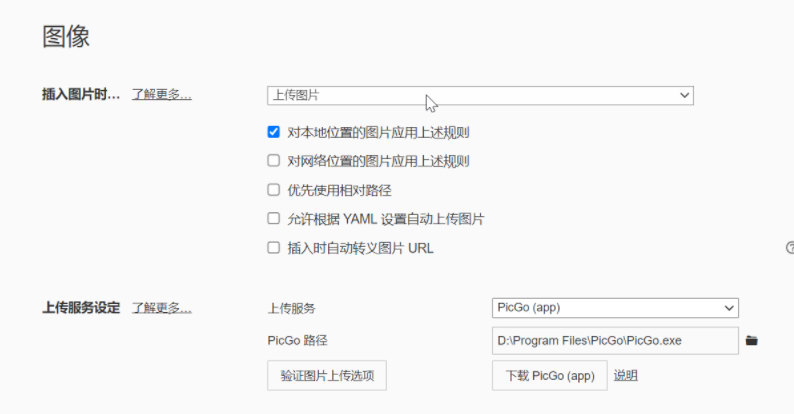 图像
插入图片时... 了解更多... 上传图片
对本地位置的图片应用上述规则
对网络位置的图片应用上述规则
优先使用相对路径
允许根据 YAML 设置自动上传图片
插入时自动转义图片 URL
上传服务设定 了解更多... 上传服务 PicGo (app)
PicGo 路径 D:\Program Files\PicGo\PicGo.exe
验证图片上传选项 下载 PicGo (app) 说明